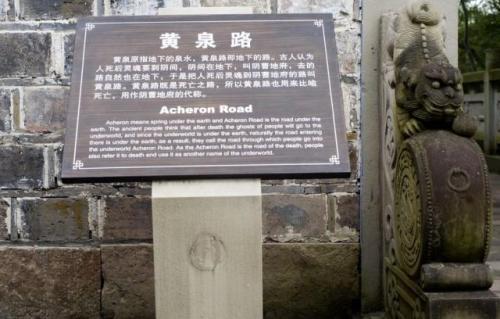 黄泉路
黄泉原指地下的泉水,黄泉路即地下的路。古人认为
人死后灵魂要到阴间,阴间在地下,叫阴曹地府,去的
路自然也在地下,于是把人死后灵魂到阴曹地府的路叫
黄泉路。黄泉路既是死亡之路,所以黄泉路也用来比喻
死亡,用作阴曹地府的代称。
Acheron Road
Acheron means spring under the earth and Acheron Road is the road under the
earth. The ancient people think that after death the ghosts of people will go to the
underworld, and since the underworld is under the earth, naturally the road entering
there is under the earth, as a result, they call the road through which people go into
the underworld Acheron Road. As the Acheron Road is the road of the death, people
also refer it to death and use it as another name of the underworld.